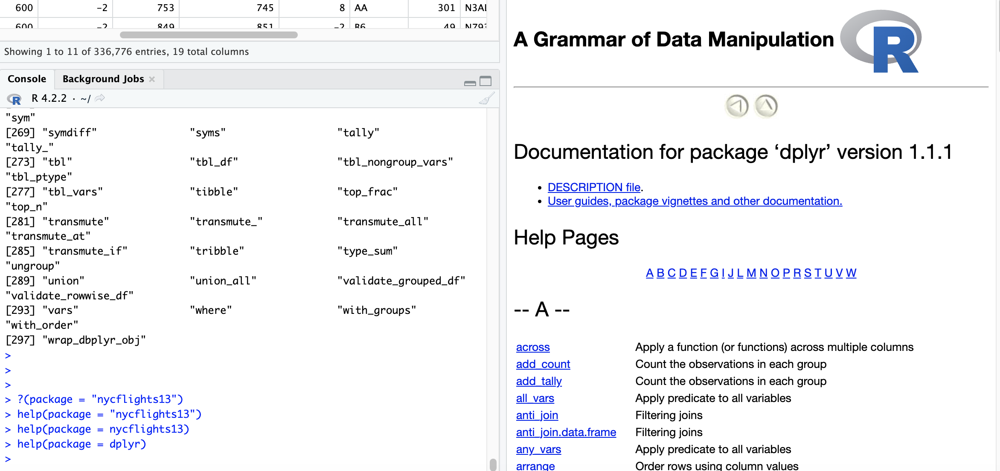 600 -2 753 745 8 AA 301 N3AL
600 -2 849 851 -2 B6 49 N793
Showing 1 to 11 of 336,776 entries, 19 total columns
Console Background Jobs
R 4.2.2 · ~/
"sym"
[269] "symdiff" "syms" "tally"
"tally_"
[273] "tbl" "tbl_df" "tbl_nongroup_vars"
"tbl_ptype"
[277] "tbl_vars" "tibble" "top_frac"
"top_n"
[281] "transmute" "transmute_" "transmute_all"
"transmute_at"
[285] "transmute_if" "tribble" "type_sum"
"ungroup"
[289] "union" "union_all" "validate_grouped_df"
"validate_rowwise_df"
[293] "vars" "where" "with_groups"
"with_order"
[297] "wrap_dbplyr_obj"
>
>
>
> ?(package = "nycflights13")
> help(package = "nycflights13")
> help(package = nycflights13)
> help(package = dplyr)
>
A Grammar of Data Manipulation R
Documentation for package ‘dplyr’ version 1.1.1
• DESCRIPTION file.
• User guides, package vignettes and other documentation.
Help Pages
A B C D E F G I J L M N O P R S T U V W
-- A --
across Apply a function (or functions) across multiple columns
add_count Count the observations in each group
add_tally Count the observations in each group
all_vars Apply predicate to all variables
anti_join Filtering joins
anti_join.data.frame Filtering joins
any_vars Apply predicate to all variables
arrange Order rows using column values